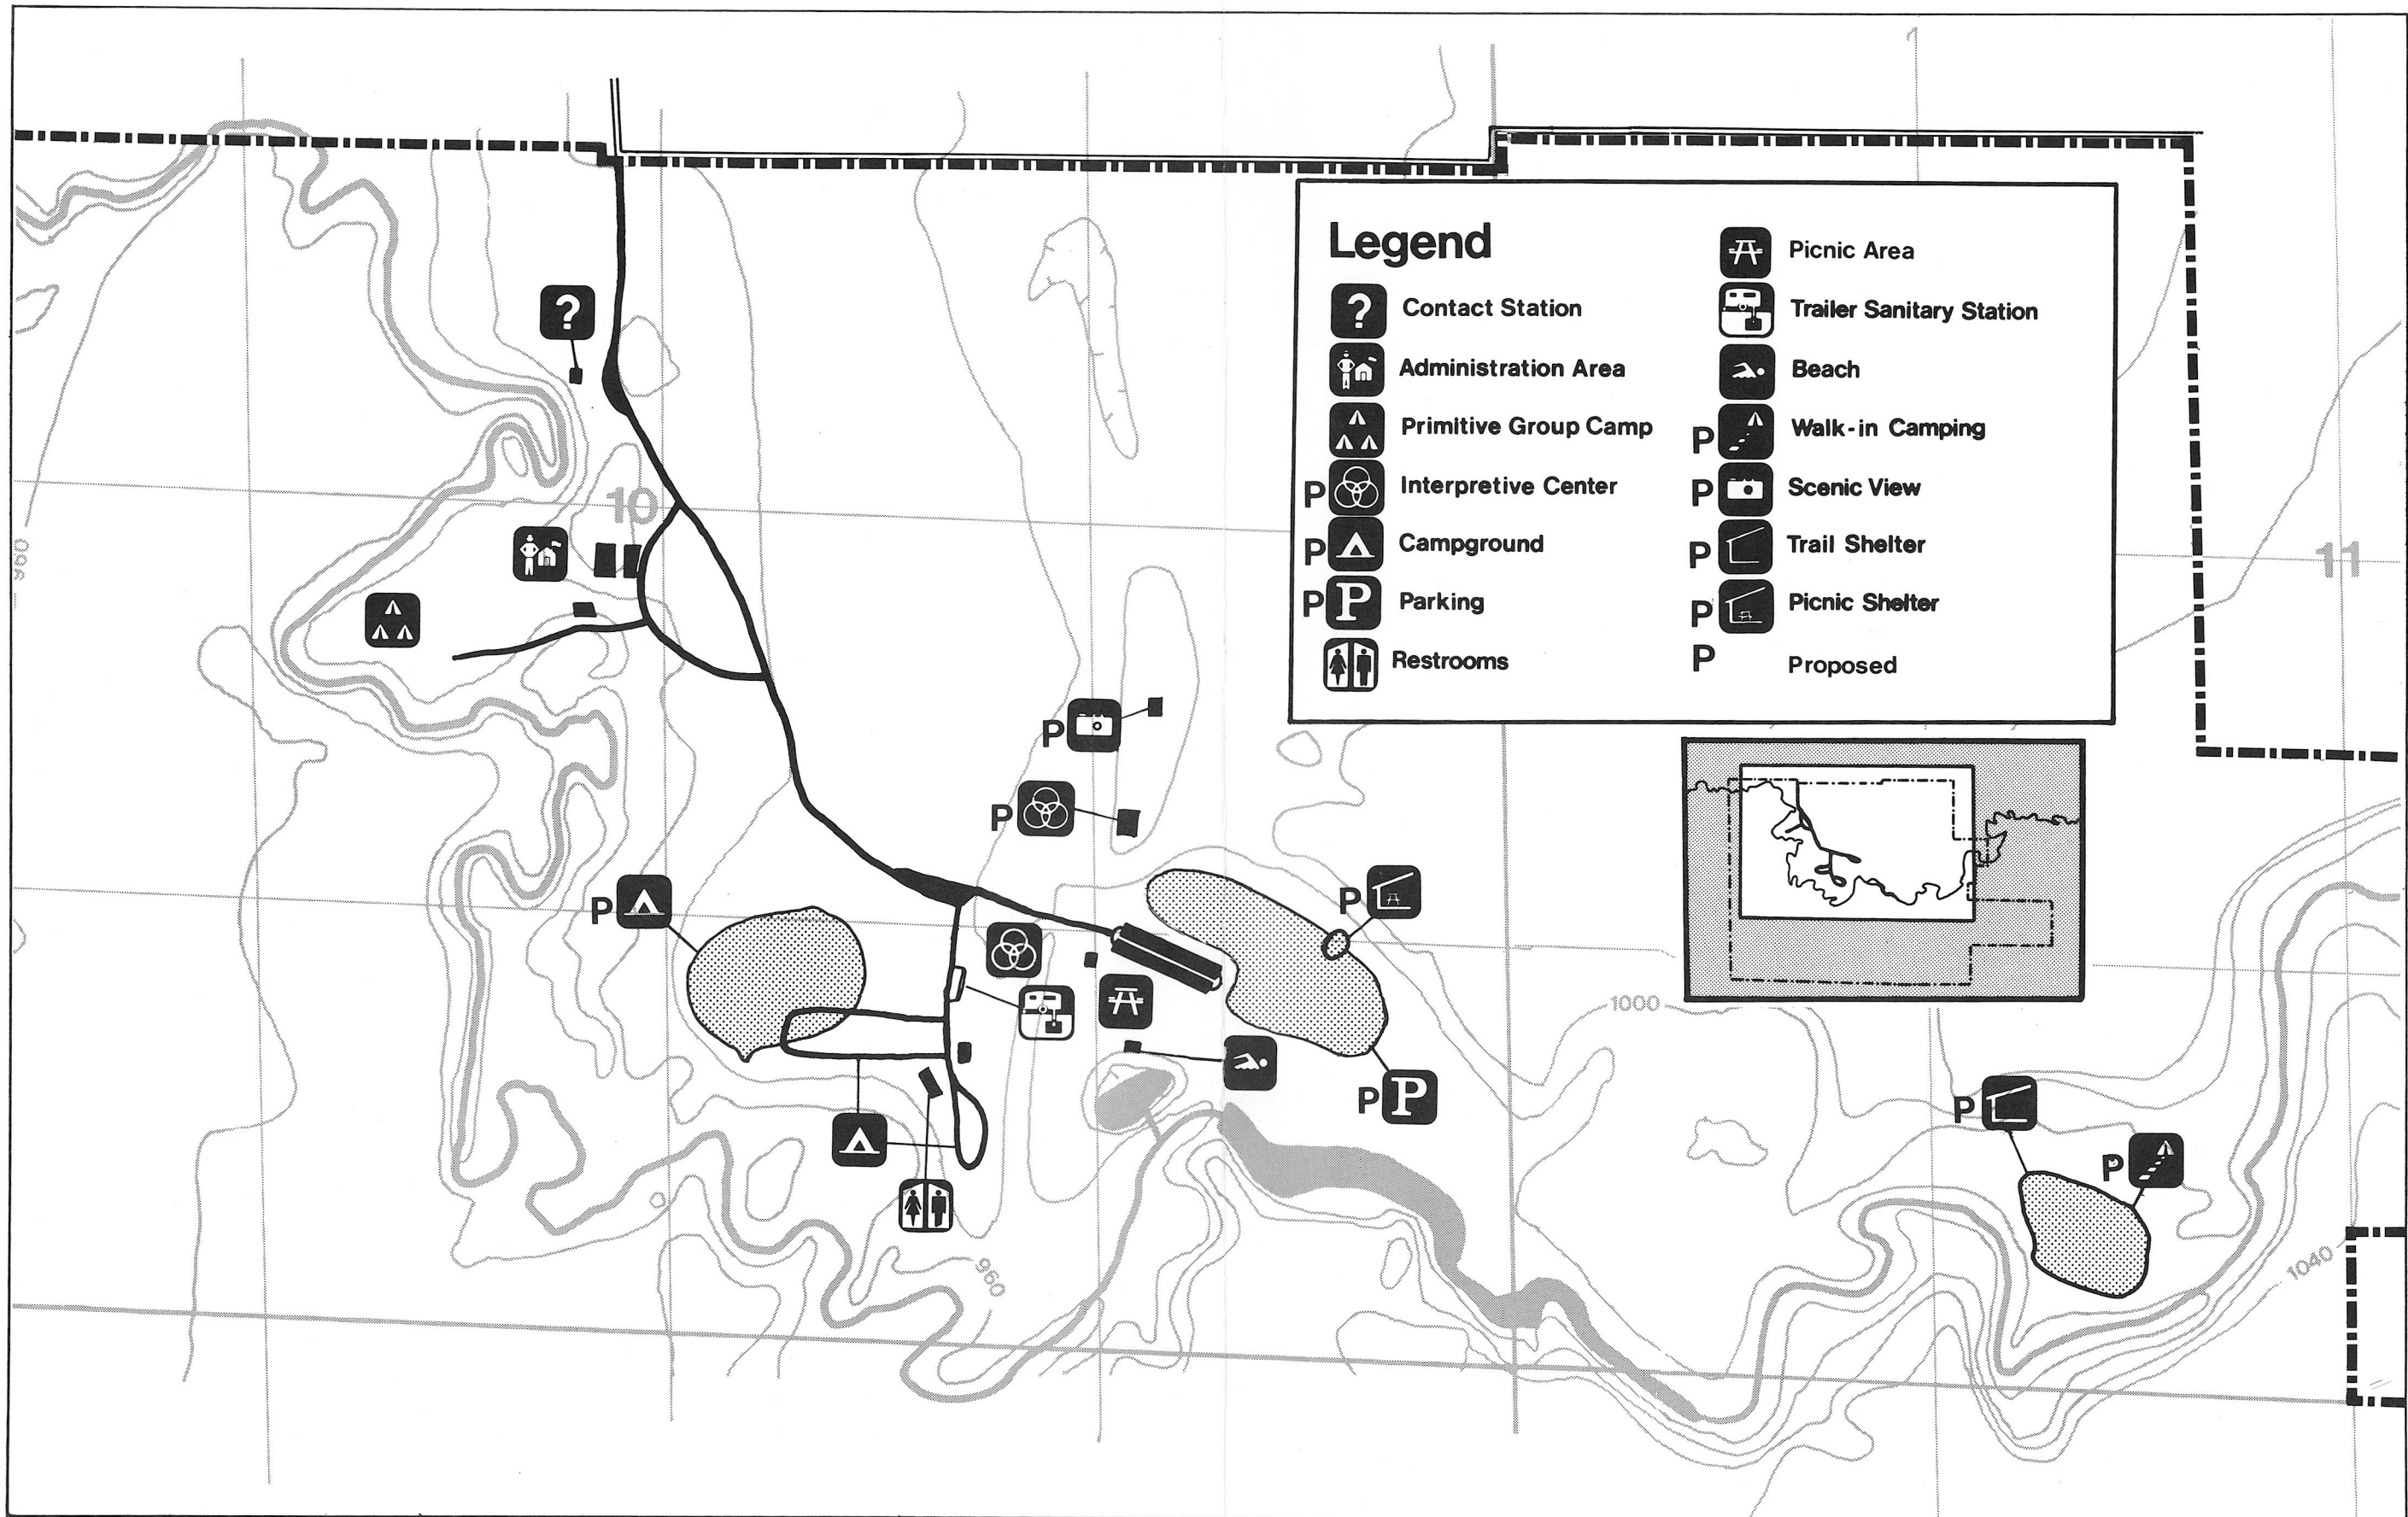 Legend
? Contact Station
Administration Area
Primitive Group Camp
P Interpretive Center
P Campground
P P Parking
Restrooms
Picnic Area
Trailer Sanitary Station
Beach
P Walk-in Camping
P Scenic View
P Trail Shelter
P Picnic Shelter
P Proposed
1
?
10
11
960
P
P
P
P
1000
P P
P
P
960
1040